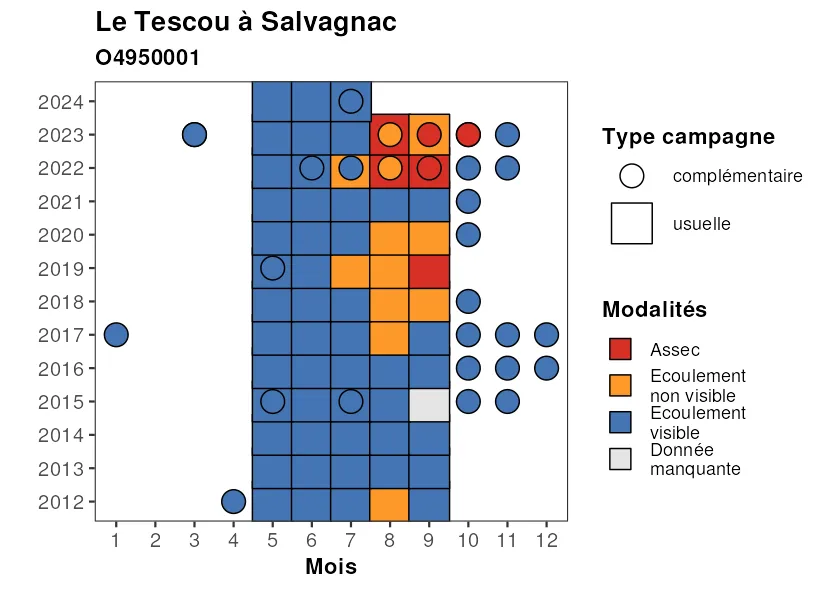 Le Tescou à Salvagnac
O4950001
2024
2023
2022
2021
2020
2019
2018
2017
2016
2015
2014
2013
2012
1 2 3 4 5 6 7 8 9 10 11 12
Mois
Type campagne
complémentaire
usuelle
Modalités
Assec
Ecoulement
non visible
Ecoulement
visible
Donnée
manquante